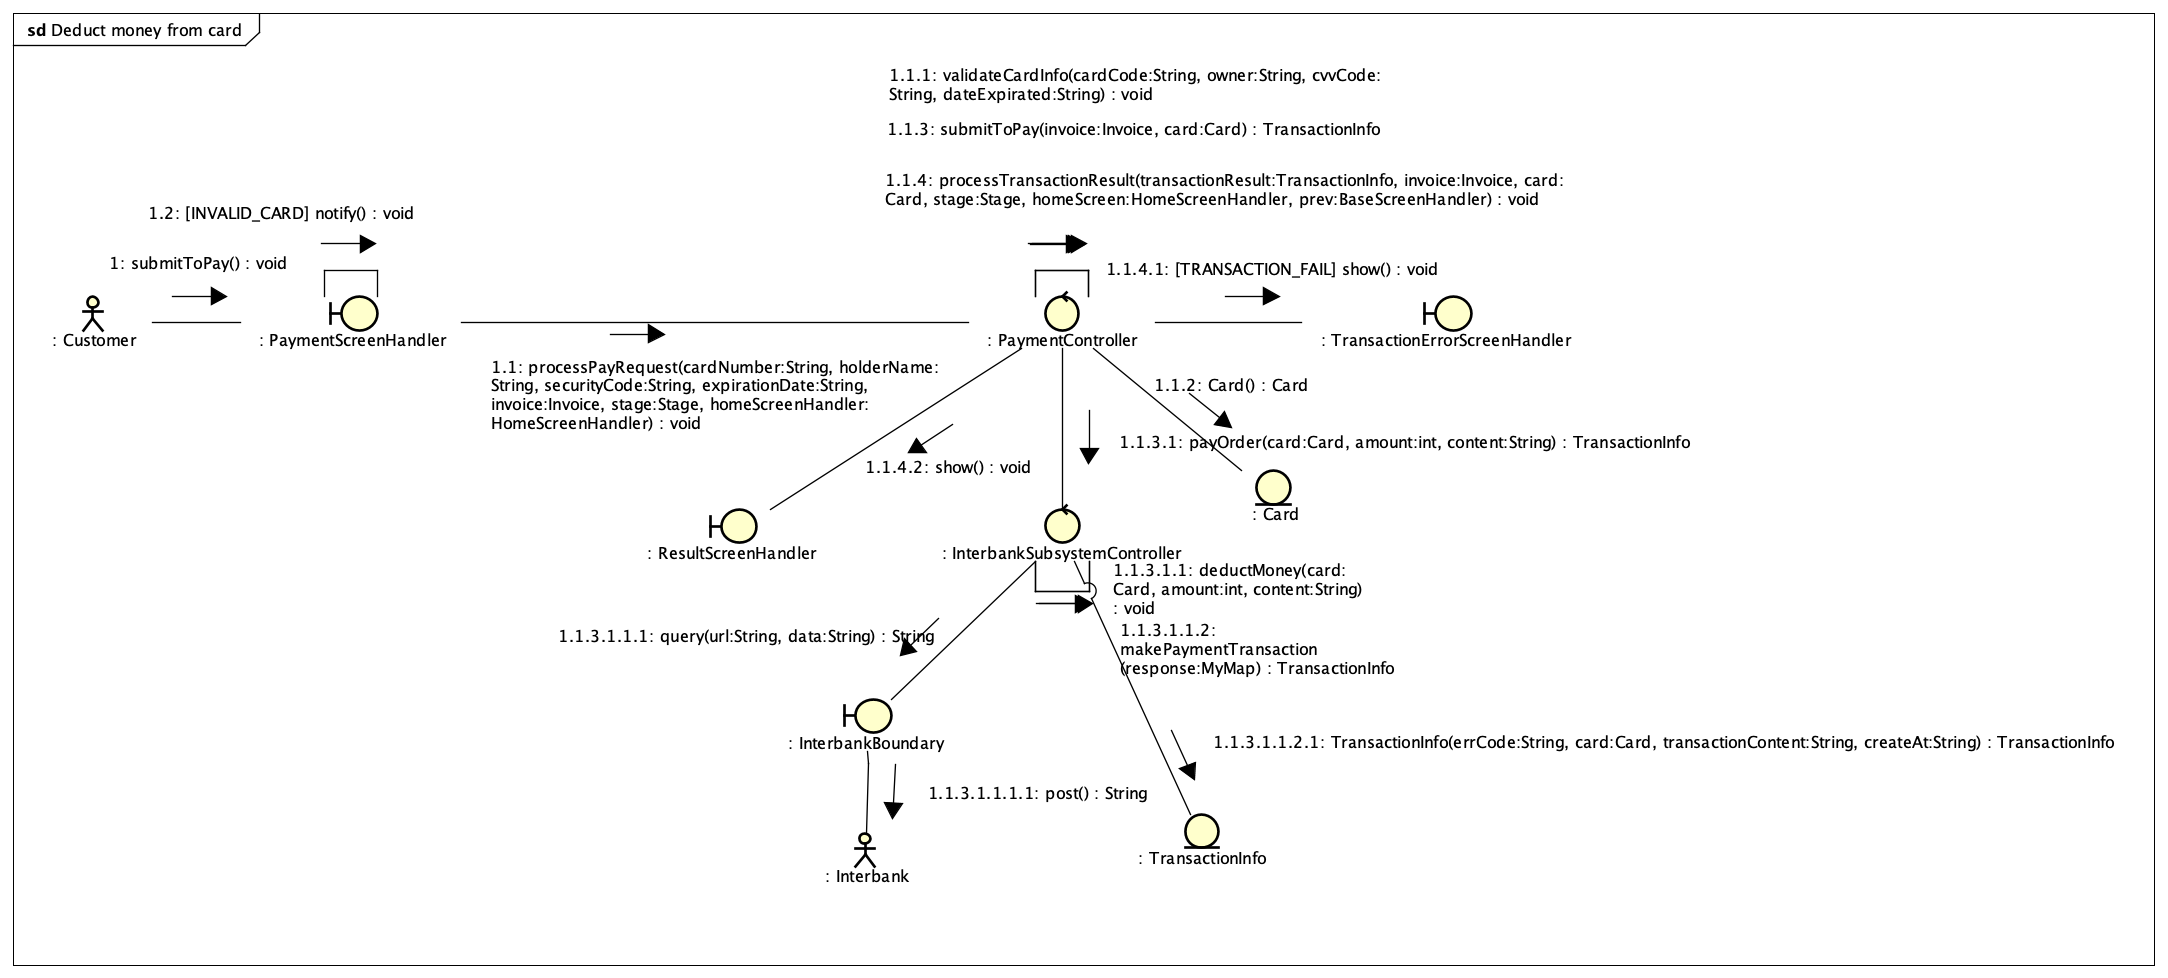 sd Deduct money from card
1.1.1: validateCardInfo(cardCode:String, owner:String, cvvCode:
String, dateExpirated:String) : void
1.1.3: submitToPay(invoice:Invoice, card:Card) : TransactionInfo
1.1.4: processTransactionResult(transactionResult:TransactionInfo, invoice:Invoice, card:
Card, stage:Stage, homeScreen:HomeScreenHandler, prev:BaseScreenHandler) : void
1.2: [INVALID_CARD] notify() : void
1: submitToPay() : void
1.1.4.1: [TRANSACTION_FAIL] show() : void
: Customer
: PaymentScreenHandler
: PaymentController
: TransactionErrorScreenHandler
1.1: processPayRequest(cardNumber:String, holderName:
String, securityCode:String, expirationDate:String,
invoice:Invoice, stage:Stage, homeScreenHandler:
HomeScreenHandler) : void
1.1.2: Card() : Card
1.1.3.1: payOrder(card:Card, amount:int, content:String) : TransactionInfo
1.1.4.2: show() : void
: Card
: ResultScreenHandler
: InterbankSubsystemController
1.1.3.1.1: deductMoney(card:
Card, amount:int, content:String)
: void
1.1.3.1.1.1: query(url:String, data:String) : String
1.1.3.1.1.2:
makePaymentTransaction
(response:MyMap) : TransactionInfo
: InterbankBoundary
1.1.3.1.1.2.1: TransactionInfo(errCode:String, card:Card, transactionContent:String, createAt:String) : TransactionInfo
1.1.3.1.1.1.1: post() : String
: TransactionInfo
: Interbank